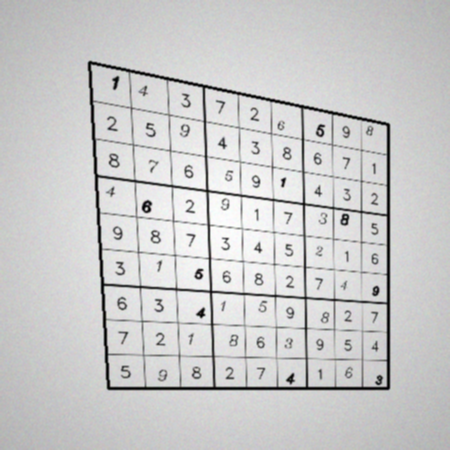 1 4 3 7 2 6 5 9 8
2 5 9 4 3 8 6 7 1
8 7 6 5 9 1 4 3 2
4 6 2 9 1 7 3 8 5
9 8 7 3 4 5 2 1 6
3 1 5 6 8 2 7 4 9
6 3 4 1 5 9 8 2 7
7 2 1 8 6 3 9 5 4
5 9 8 2 7 4 1 6 3